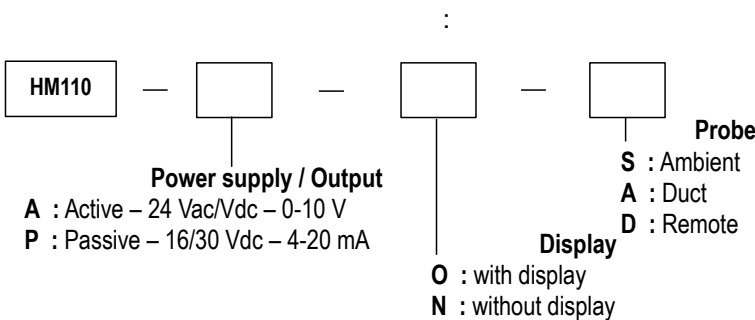 :
HM110 — — —
Probe
S : Ambient
A : Duct
D : Remote
Power supply / Output
A : Active – 24 Vac/Vdc – 0-10 V
P : Passive – 16/30 Vdc – 4-20 mA
Display
O : with display
N : without display